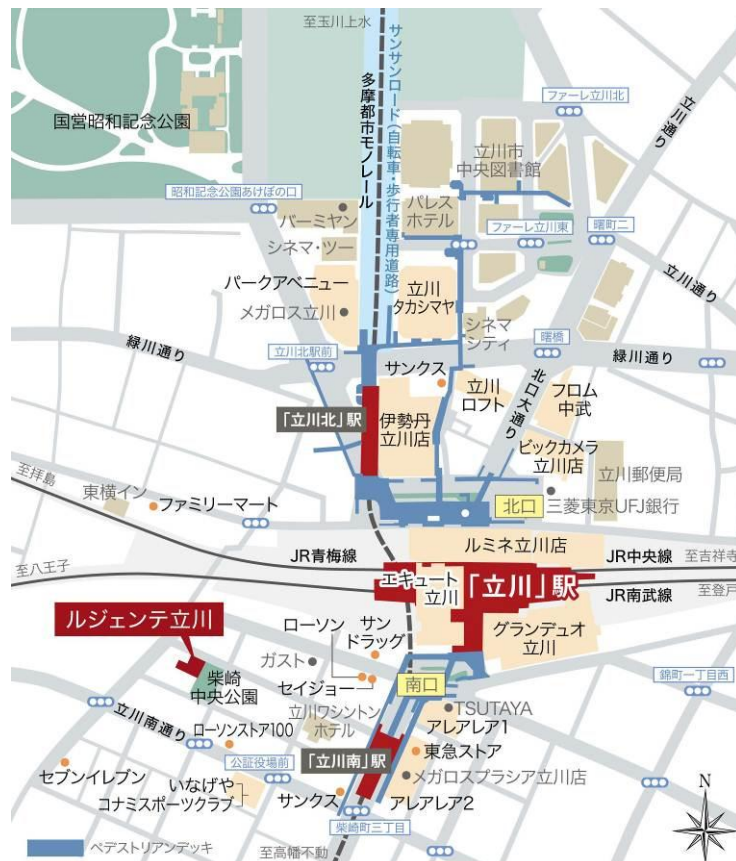 至玉川上水
サンサンロード(自転車・歩行者専用道路)
多摩都市モノレール
国営昭和記念公園
ファーレ立川北
立川通り
立川市
中央図書館
昭和記念公園あけぼの口
バーミヤン
シネマ・ツー
パレス
ホテル
ファーレ立川東
曙町二
パークアベニュー
メガロス立川
立川
タカシマヤ
立川通り
シネマ
シティ
緑川通り
立川北駅前
サンクス
曙橋
緑川通り
立川
ロフト
北口大通り
フロム
中武
「立川北」駅
伊勢丹
立川店
ビックカメラ
立川店
立川郵便局
至拝島
東横イン
ファミリーマート
北口
三菱東京UFJ銀行
ルミネ立川店
JR青梅線
JR中央線
至吉祥寺
至八王子
エキュート
立川
「立川」駅
JR南武線
至登戸
ルジェンテ立川
ローソン
サン
ドラッグ
グランデュオ
立川
ガスト
柴崎
中央公園
セイジョー
南口
錦町一丁目西
立川南通り
立川ワシントン
ホテル
TSUTAYA
アレアレア1
ローソンストア100
「立川南」駅
東急ストア
セブンイレブン
公証役場前
メガロスプラシア立川店
いなげや
コナミスポーツクラブ
サンクス
アレアレア2
柴崎町三丁目
N
ペデストリアンデッキ
至高幡不動